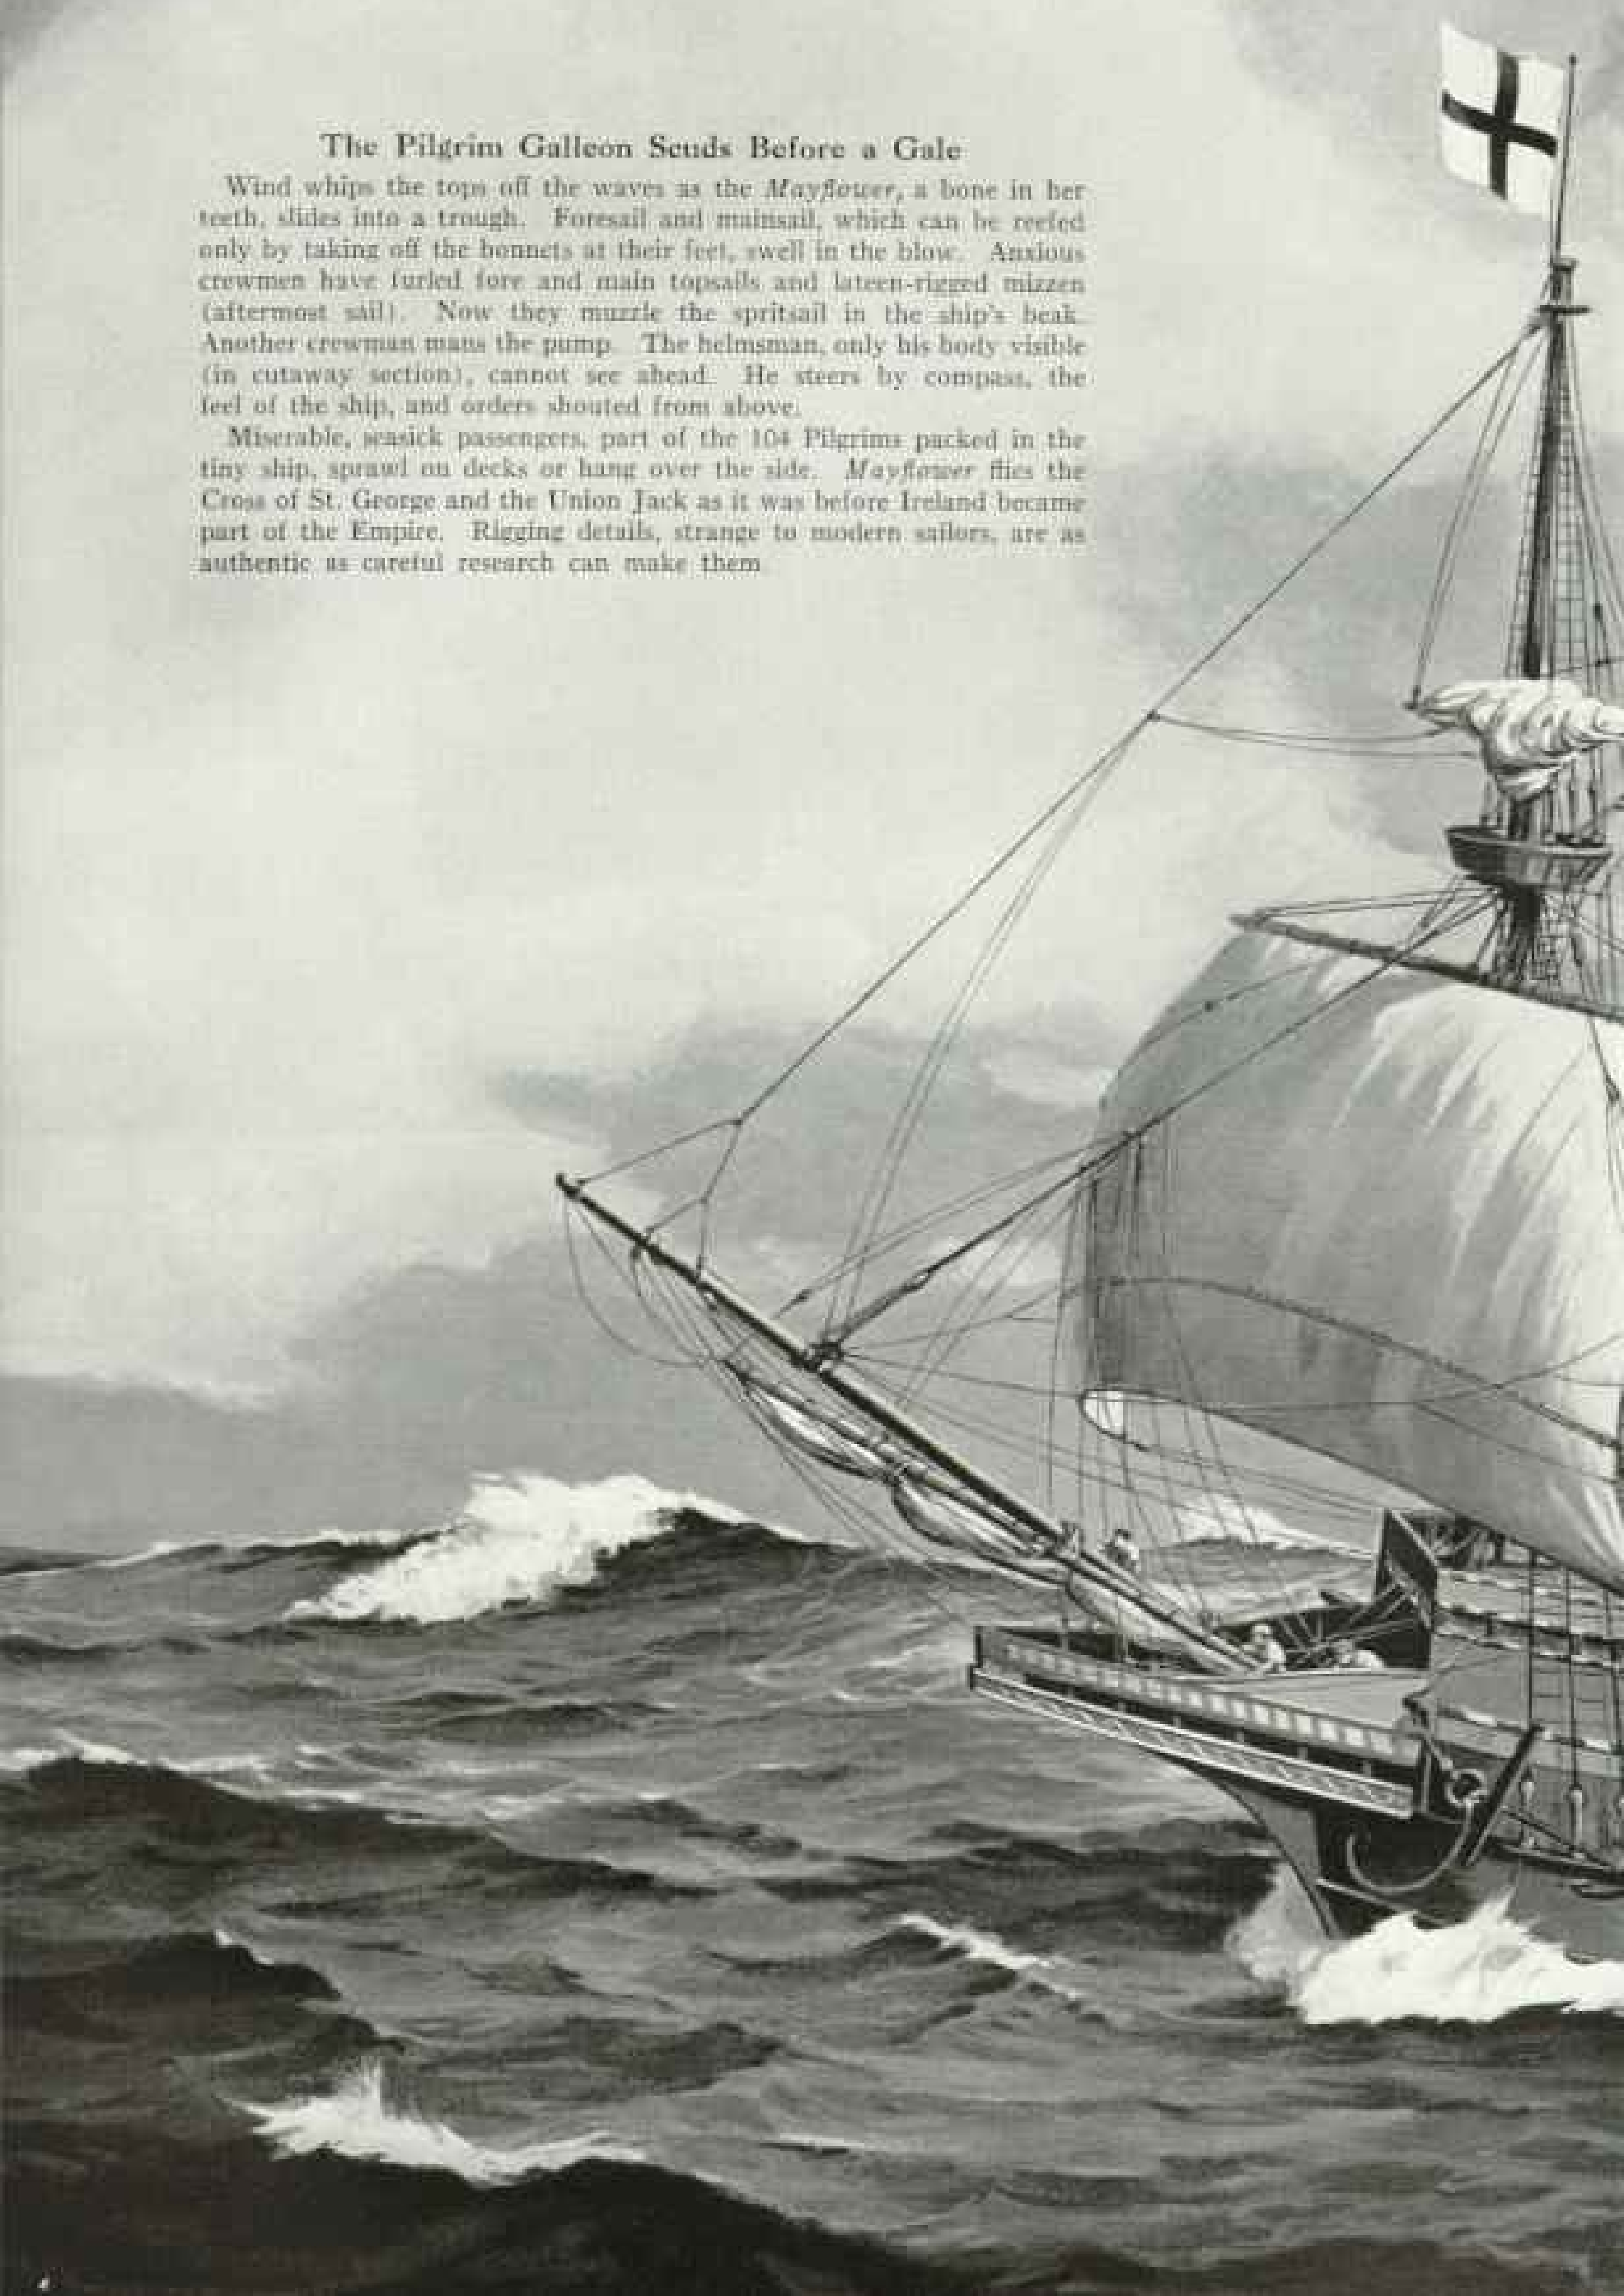 The Pilgrim Galleon Scuds Before a Gale
Wind whips the tops off the waves as the Mayflower, a bone in her
teeth, slides into a trough. Foresail and mainsail, which can be reefed
only by taking off the bonnets at their feet, swell in the blow. Anxious
crewmen have furled fore and main topsails and lateen-rigged mizzen
(aftermost sail). Now they muzzle the spritsail in the ship's beak.
Another crewman mans the pump. The helmsman, only his body visible
(in cutaway section), cannot see ahead. He steers by compass, the
feel of the ship, and orders shouted from above.
Miserable, seasick passengers, part of the 104 Pilgrims packed in the
tiny ship, sprawl on decks or hang over the side. Mayflower flies the
Cross of St. George and the Union Jack as it was before Ireland became
part of the Empire. Rigging details, strange to modern sailors, are as
authentic as careful research can make them